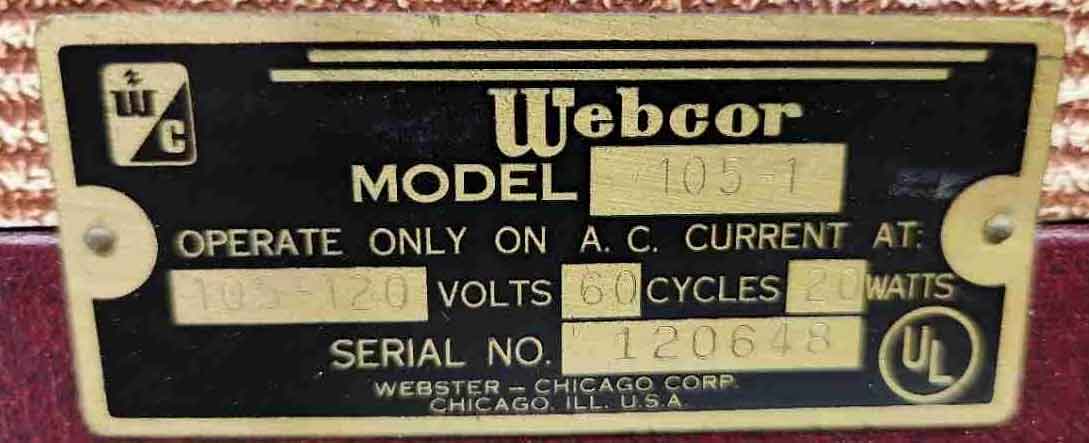 W C
Webcor
MODEL 105-1
OPERATE ONLY ON A. C. CURRENT AT:
105-120 VOLTS 60 CYCLES 20 WATTS
SERIAL NO. 120648
UL
WEBSTER – CHICAGO CORP.
CHICAGO. ILL. U.S.A.